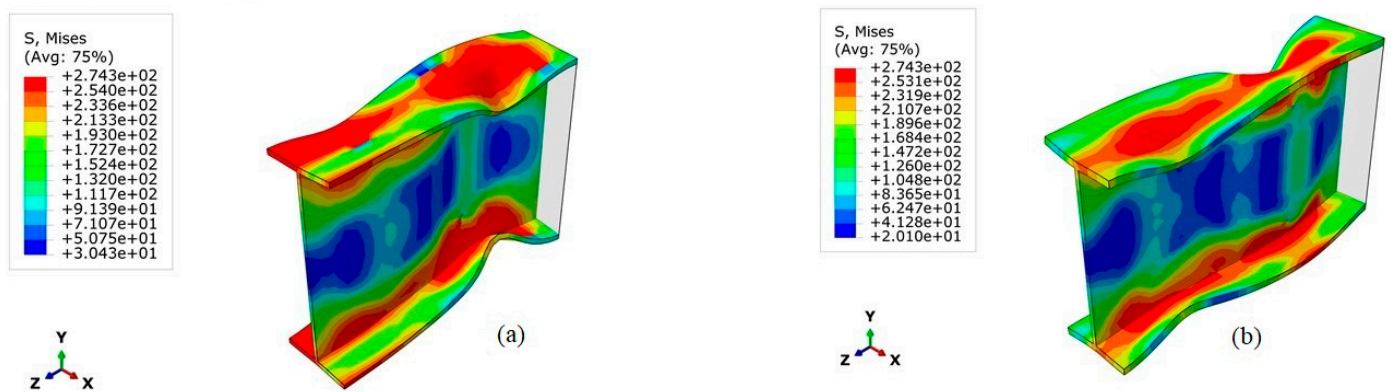 S, Mises
(Avg: 75%)
+2.743e+02
+2.540e+02
+2.336e+02
+2.133e+02
+1.930e+02
+1.727e+02
+1.524e+02
+1.320e+02
+1.117e+02
+9.139e+01
+7.107e+01
+5.075e+01
+3.043e+01
Y
Z X
(a)
S, Mises
(Avg: 75%)
+2.743e+02
+2.531e+02
+2.319e+02
+2.107e+02
+1.896e+02
+1.684e+02
+1.472e+02
+1.260e+02
+1.048e+02
+8.365e+01
+6.247e+01
+4.128e+01
+2.010e+01
Y
Z X
(b)